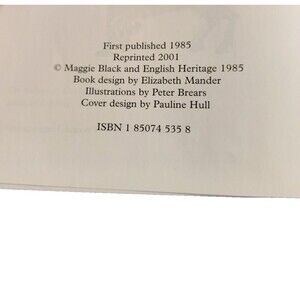 First published 1985
Reprinted 2001
© Maggie Black and English Heritage 1985
Book design by Elizabeth Mander
Illustrations by Peter Brears
Cover design by Pauline Hull
ISBN 1 85074 535 8